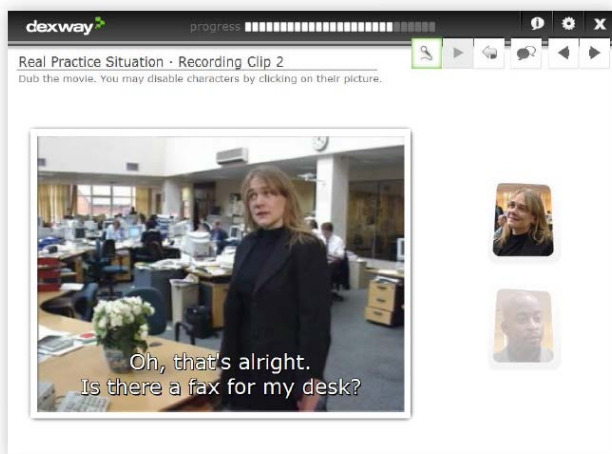 dexway
progress
Real Practice Situation · Recording Clip 2
Dub the movie. You may disable characters by clicking on their picture.
Oh, that's alright.
Is there a fax for my desk?